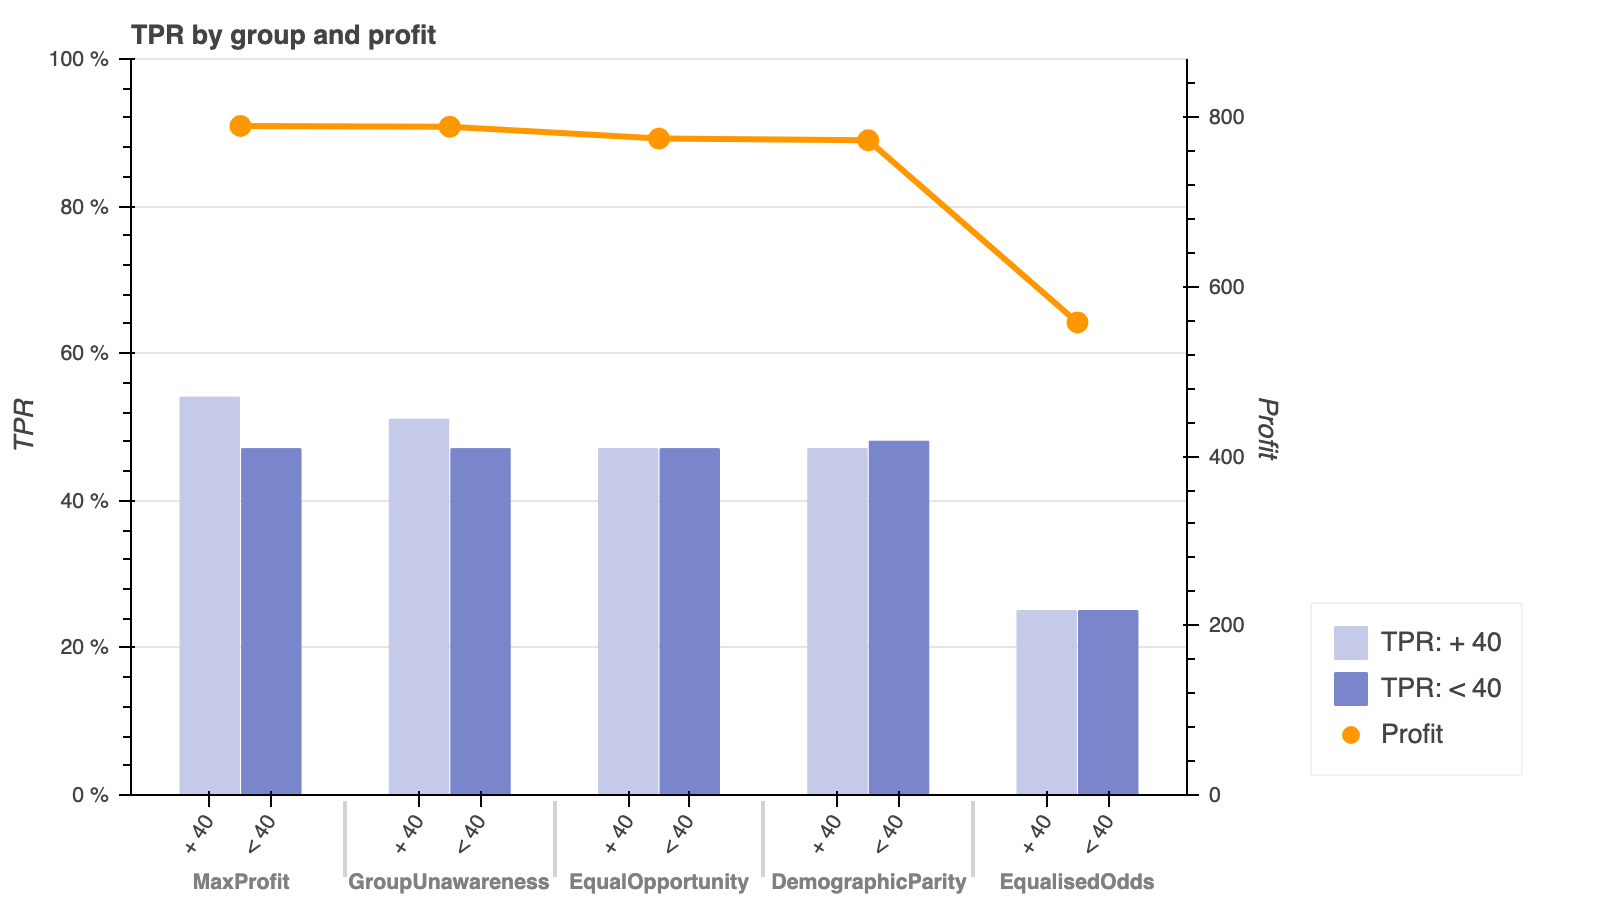 TPR by group and profit
100 %
80 %
60 %
40 %
20 %
0 %
TPR
800
600
400
200
0
Profit
+ 40
< 40
+ 40
< 40
+ 40
< 40
+ 40
< 40
+ 40
< 40
MaxProfit
GroupUnawareness
EqualOpportunity
DemographicParity
EqualisedOdds
TPR: + 40
TPR: < 40
Profit